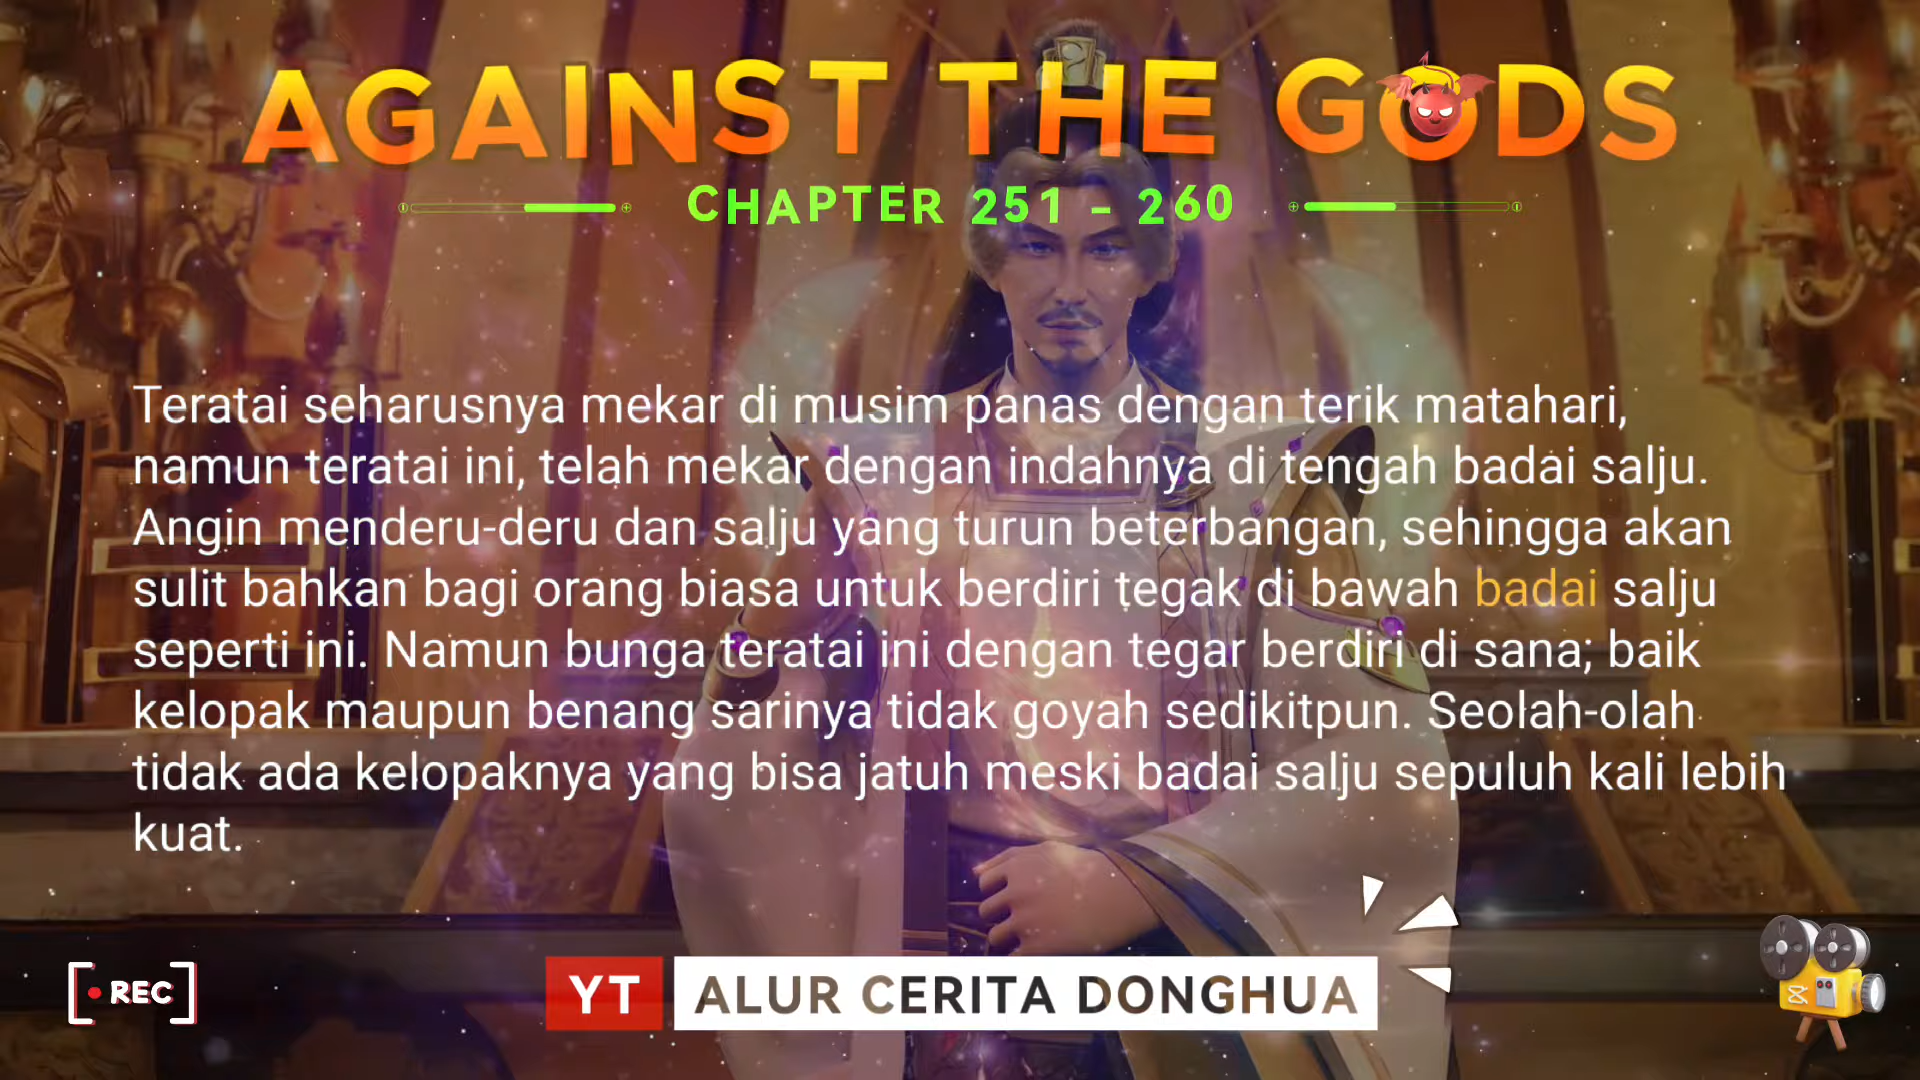 AGAINST THE GODS
CHAPTER 251 - 260
Teratai seharusnya mekar di musim panas dengan terik matahari,
namun teratai ini, telah mekar dengan indahnya di tengah badai salju.
Angin menderu-deru dan salju yang turun beterbangan, sehingga akan
sulit bahkan bagi orang biasa untuk berdiri tegak di bawah badai salju
seperti ini. Namun bunga teratai ini dengan tegar berdiri di sana; baik
kelopak maupun benang sarinya tidak goyah sedikitpun. Seolah-olah
tidak ada kelopaknya yang bisa jatuh meski badai salju sepuluh kali lebih
kuat.
REC
YT ALUR CERITA DONGHUA